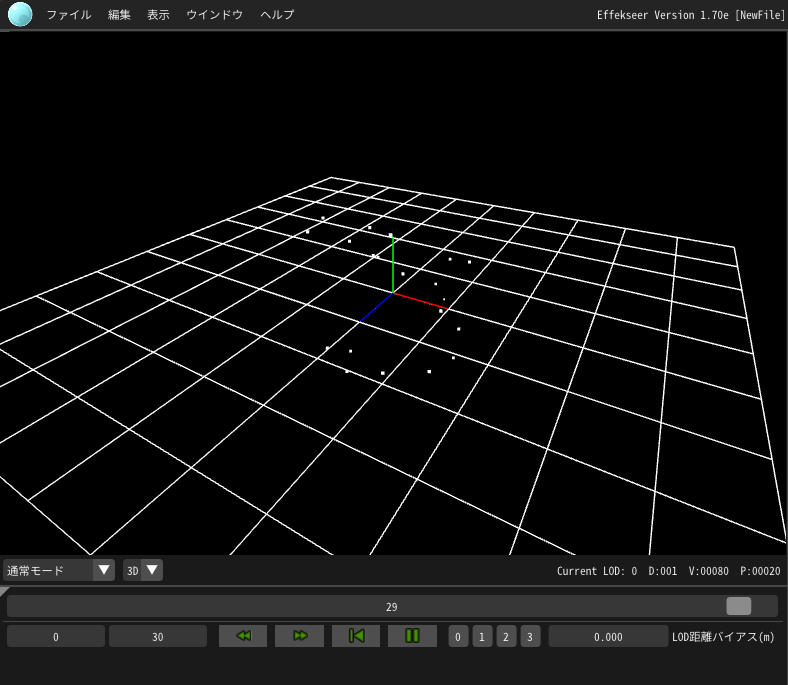 ファイル 編集 表示 ウインドウ ヘルプ Effekseer Version 1.70e [NewFile]
通常モード 3D Current LOD: 0 D:001 V:00080 P:00020
29
0 30 0 1 2 3 0.000 LOD距離バイアス(m)